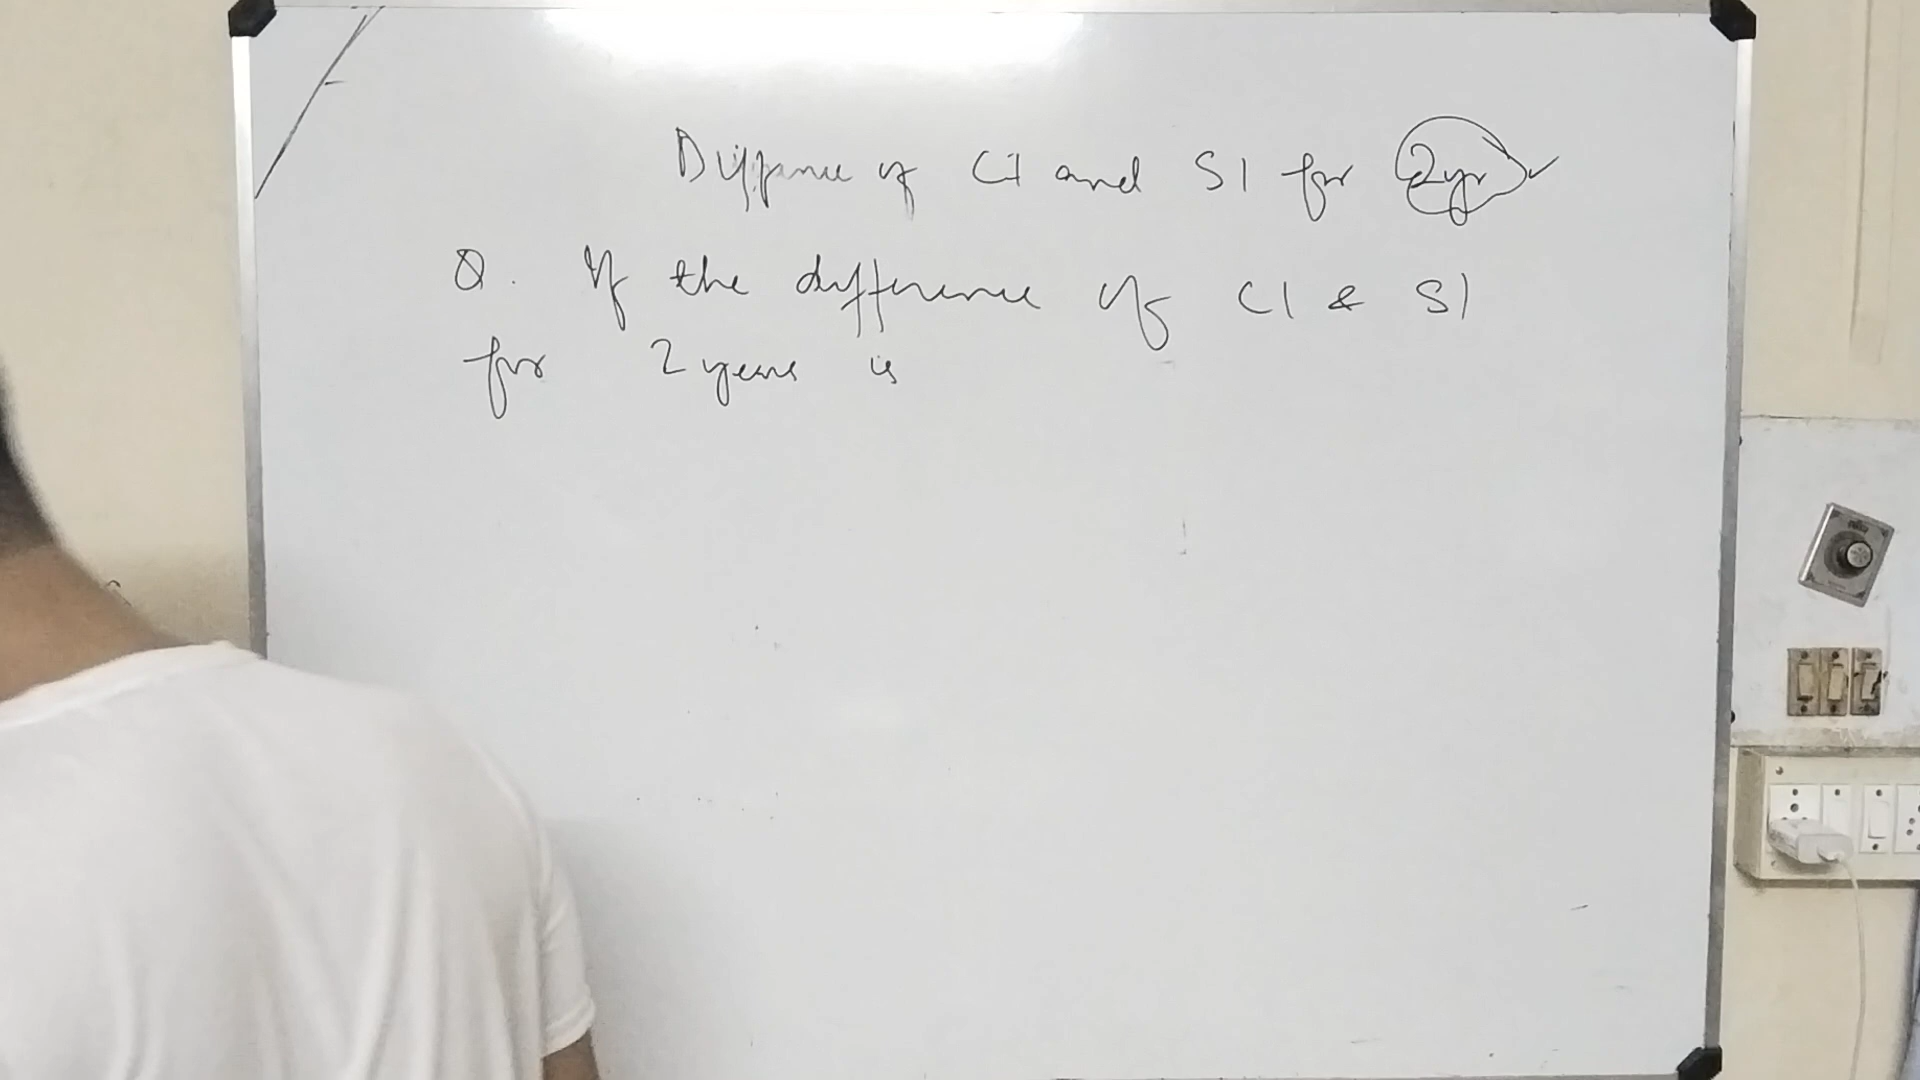 Difference of CI and SI for 2yr
Q. If the difference of CI & SI
for 2 years is